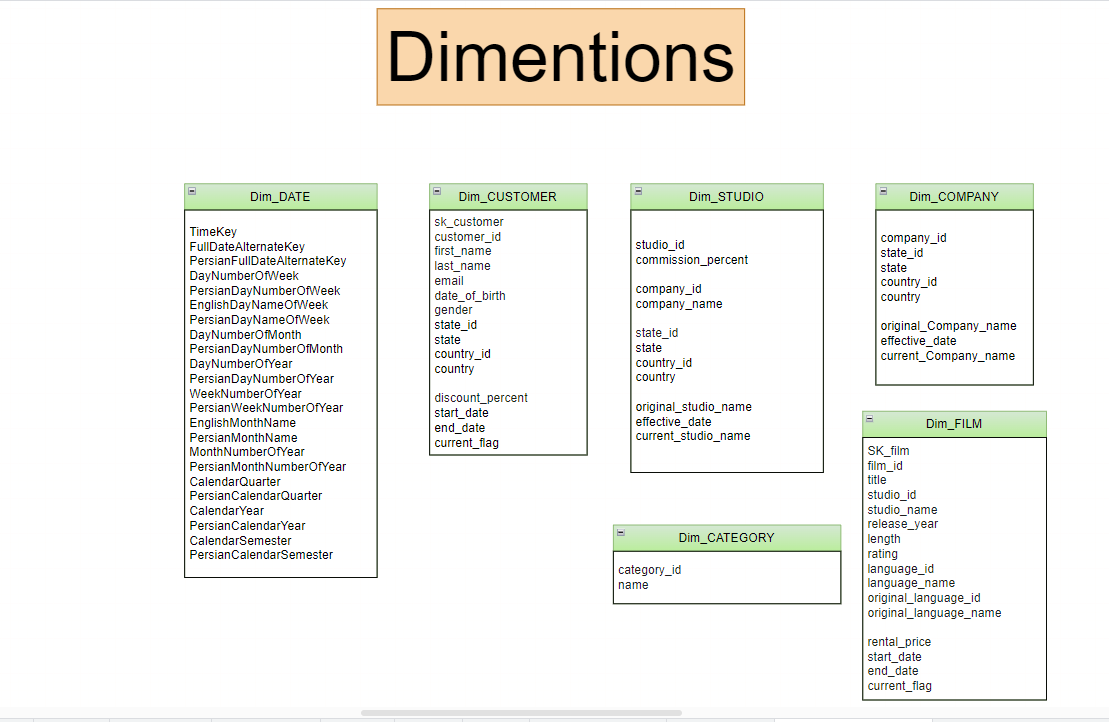 Dimentions
Dim_DATE
TimeKey
FullDateAlternateKey
PersianFullDateAlternateKey
DayNumberOfWeek
PersianDayNumberOfWeek
EnglishDayNameOfWeek
PersianDayNameOfWeek
DayNumberOfMonth
PersianDayNumberOfMonth
DayNumberOfYear
PersianDayNumberOfYear
WeekNumberOfYear
PersianWeekNumberOfYear
EnglishMonthName
PersianMonthName
MonthNumberOfYear
PersianMonthNumberOfYear
CalendarQuarter
PersianCalendarQuarter
CalendarYear
PersianCalendarYear
CalendarSemester
PersianCalendarSemester
Dim_CUSTOMER
sk_customer
customer_id
first_name
last_name
email
date_of_birth
gender
state_id
state
country_id
country
discount_percent
start_date
end_date
current_flag
Dim_STUDIO
studio_id
commission_percent
company_id
company_name
state_id
state
country_id
country
original_studio_name
effective_date
current_studio_name
Dim_COMPANY
company_id
state_id
state
country_id
country
original_Company_name
effective_date
current_Company_name
Dim_CATEGORY
category_id
name
Dim_FILM
SK_film
film_id
title
studio_id
studio_name
release_year
length
rating
language_id
language_name
original_language_id
original_language_name
rental_price
start_date
end_date
current_flag